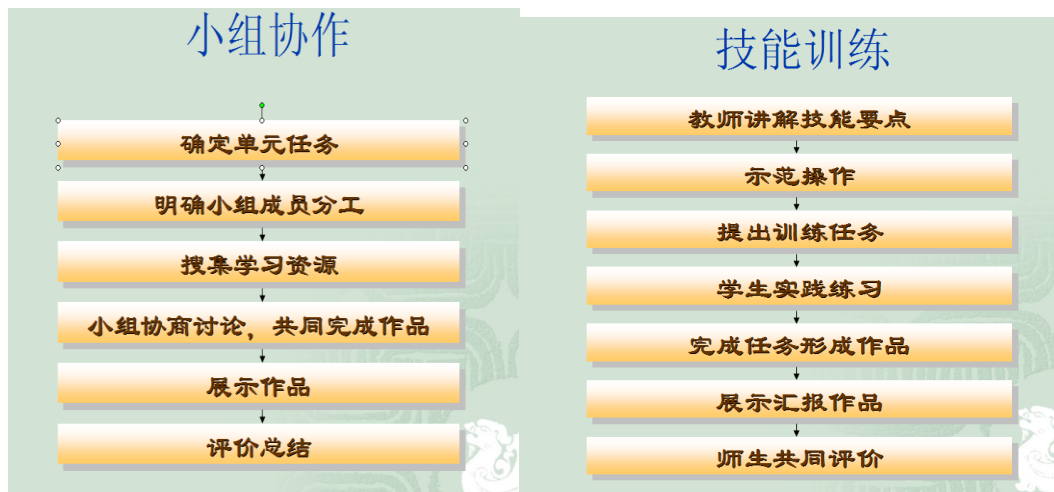 小组协作
确定单元任务
明确小组成员分工
搜集学习资源
小组协商讨论，共同完成作品
展示作品
评价总结
技能训练
教师讲解技能要点
示范操作
提出训练任务
学生实践练习
完成任务形成作品
展示汇报作品
师生共同评价